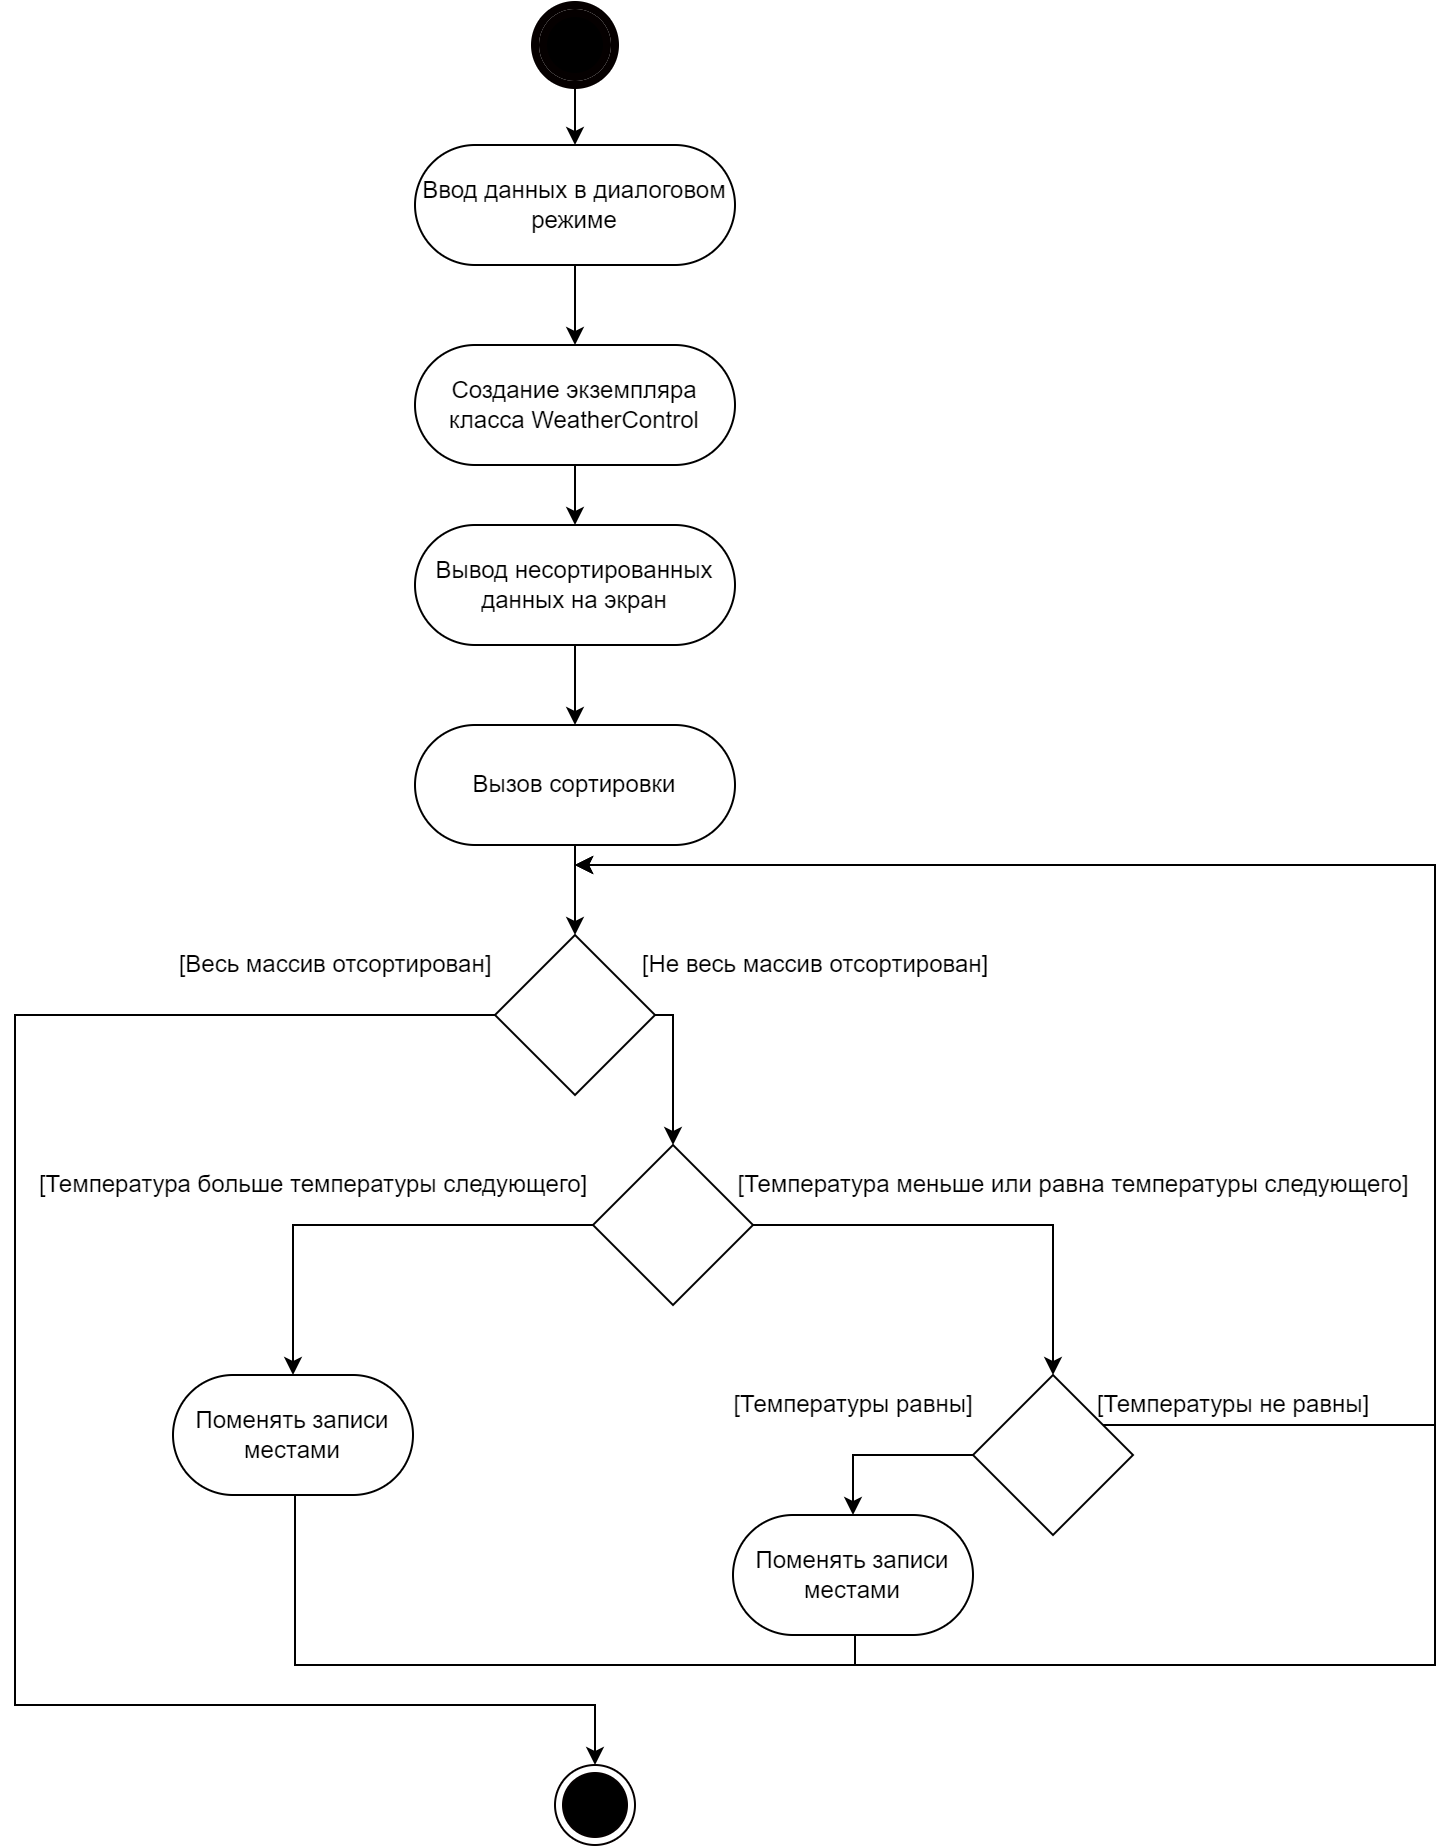 Ввод данных в диалоговом
режиме
Создание экземпляра
класса WeatherControl
Вывод несортированных
данных на экран
Вызов сортировки
[Весь массив отсортирован]
[Не весь массив отсортирован]
[Температура больше температуры следующего]
[Температура меньше или равна температуры следующего]
[Температуры равны]
[Температуры не равны]
Поменять записи
местами
Поменять записи
местами